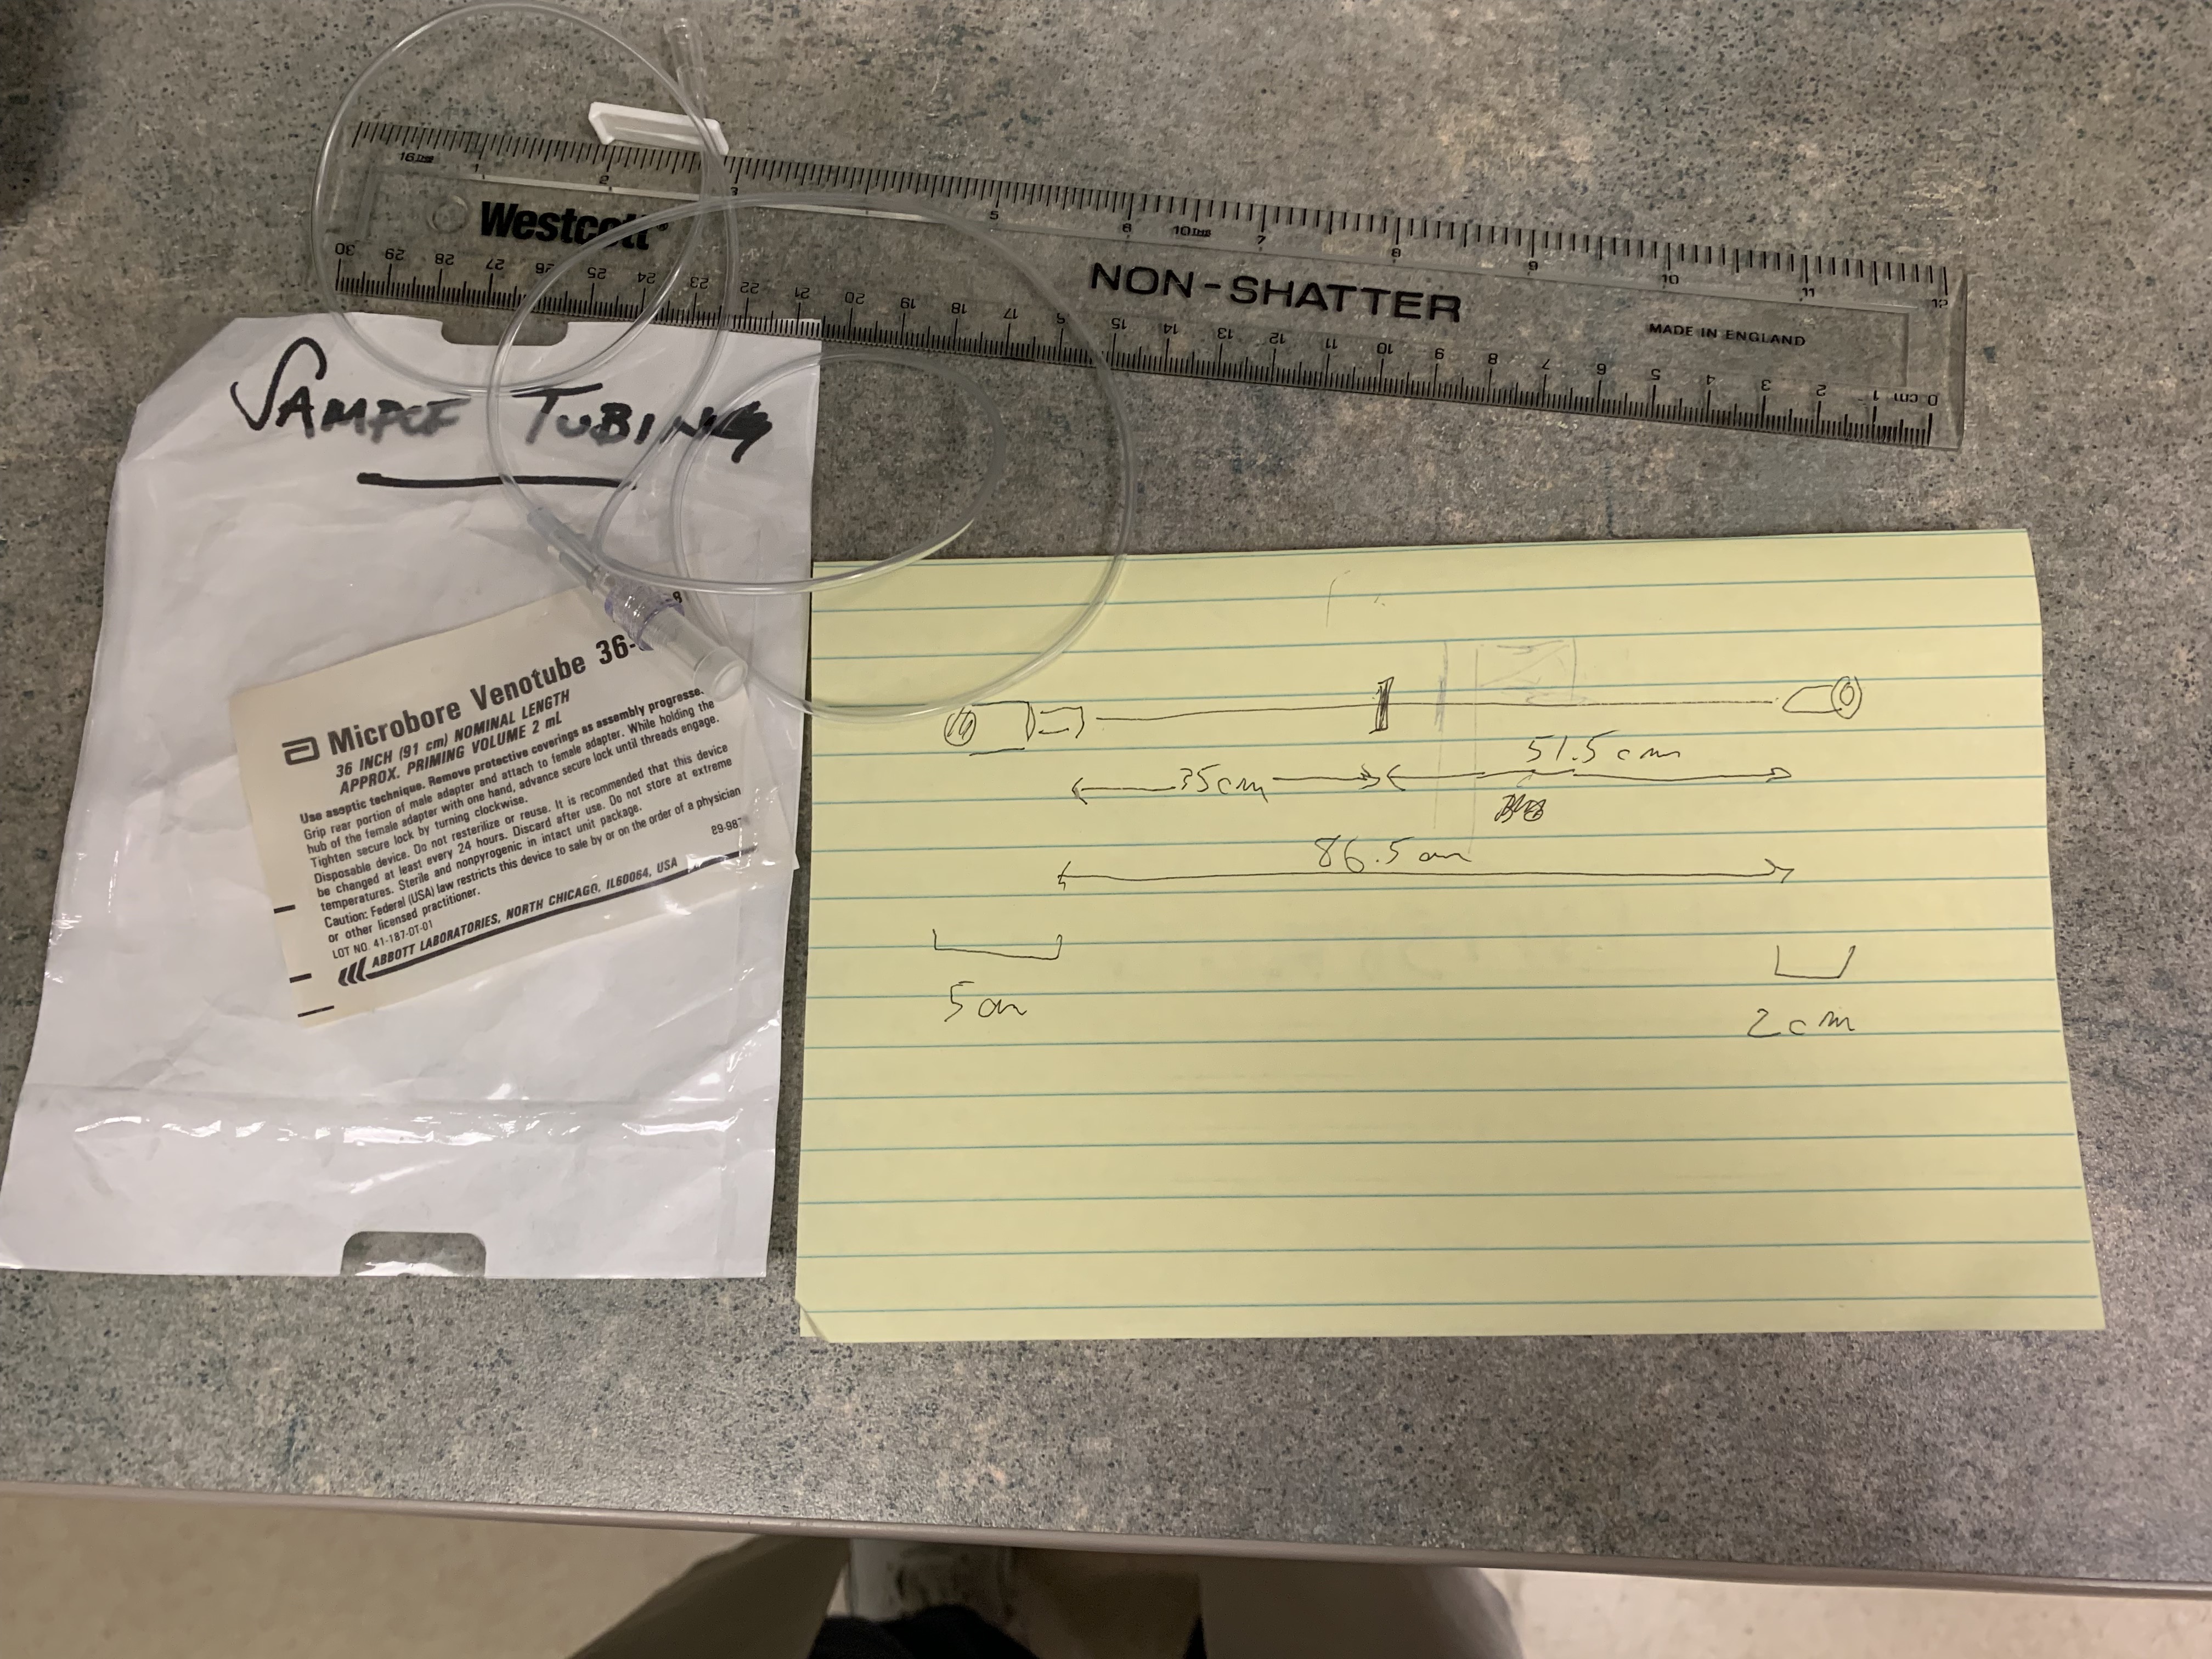 16THS 1 2 3 5 6 10THS 7 8 9 10 11 12
Westcott®
NON-SHATTER
MADE IN ENGLAND
30 29 28 27 26 25 24 23 22 21 20 19 18 17 15 14 13 12 11 10 9 8 7 6 5 4 3 2 1 cm 0
SAMPLE TUBING
Microbore Venotube 36-
36 INCH (91 cm) NOMINAL LENGTH
APPROX. PRIMING VOLUME 2 mL
Use aseptic technique. Remove protective coverings as assembly progresses.
Grip rear portion of male adapter and attach to female adapter. While holding the
hub of the female adapter with one hand, advance secure lock until threads engage.
Tighten secure lock by turning clockwise.
Disposable device. Do not resterilize or reuse. It is recommended that this device
be changed at least every 24 hours. Discard after use. Do not store at extreme
temperatures. Sterile and nonpyrogenic in intact unit package.
Caution: Federal (USA) law restricts this device to sale by or on the order of a physician
or other licensed practitioner.
LOT NO. 41-187-DT-01
ABBOTT LABORATORIES, NORTH CHICAGO, IL60064, USA
51.5 cm
35 cm
86.5 cm
5 cm
2 cm